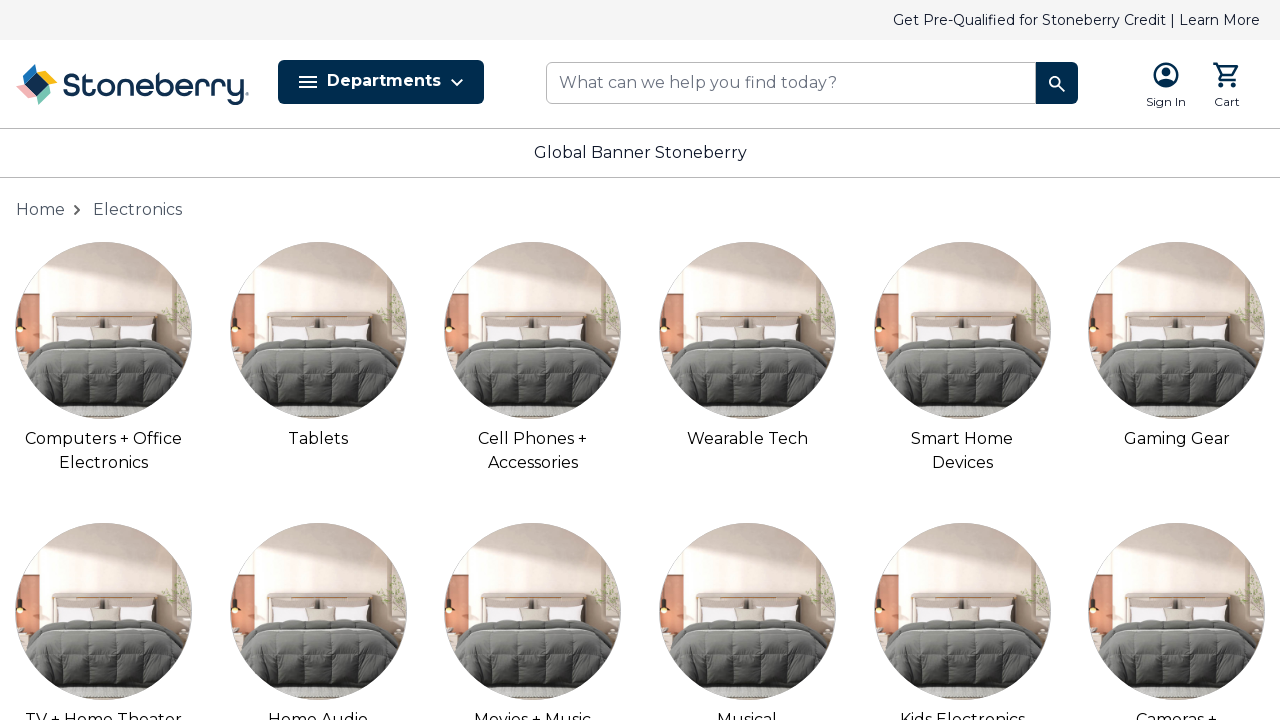 Get Pre-Qualified for Stoneberry Credit | Learn More
Stoneberry®
Departments
What can we help you find today?
Sign In
Cart
Global Banner Stoneberry
Home
Electronics
Computers + Office
Electronics
Tablets
Cell Phones +
Accessories
Wearable Tech
Smart Home
Devices
Gaming Gear
TV + Home Theater
Home Audio
Movies + Music
Musical
Kids Electronics
Cameras +